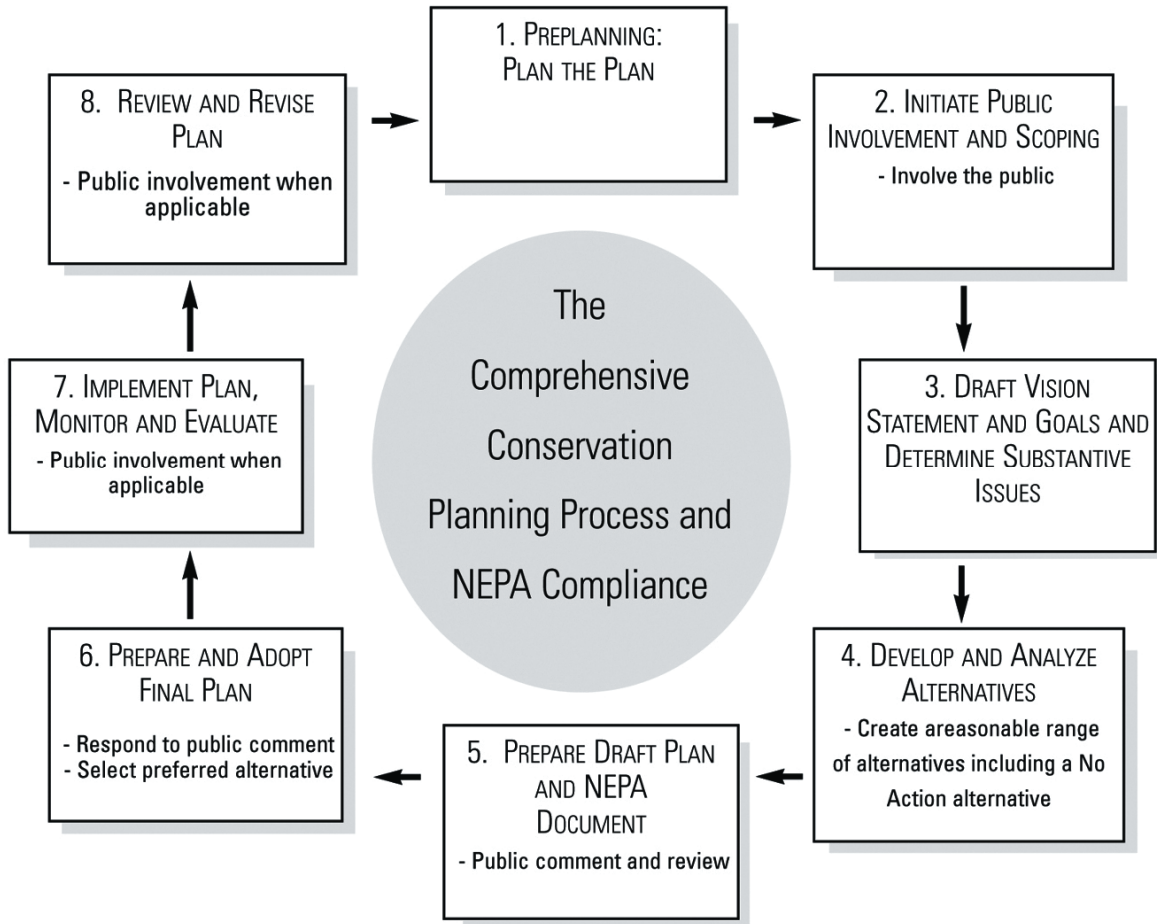 1. PREPLANNING:
PLAN THE PLAN
2. INITIATE PUBLIC
INVOLVEMENT AND SCOPING
- Involve the public
3. DRAFT VISION
STATEMENT AND GOALS AND
DETERMINE SUBSTANTIVE
ISSUES
4. DEVELOP AND ANALYZE
ALTERNATIVES
- Create areasonable range
of alternatives including a No
Action alternative
5. PREPARE DRAFT PLAN
AND NEPA
DOCUMENT
- Public comment and review
6. PREPARE AND ADOPT
FINAL PLAN
- Respond to public comment
- Select preferred alternative
7. IMPLEMENT PLAN,
MONITOR AND EVALUATE
- Public involvement when
applicable
8. REVIEW AND REVISE
PLAN
- Public involvement when
applicable
The
Comprehensive
Conservation
Planning Process and
NEPA Compliance